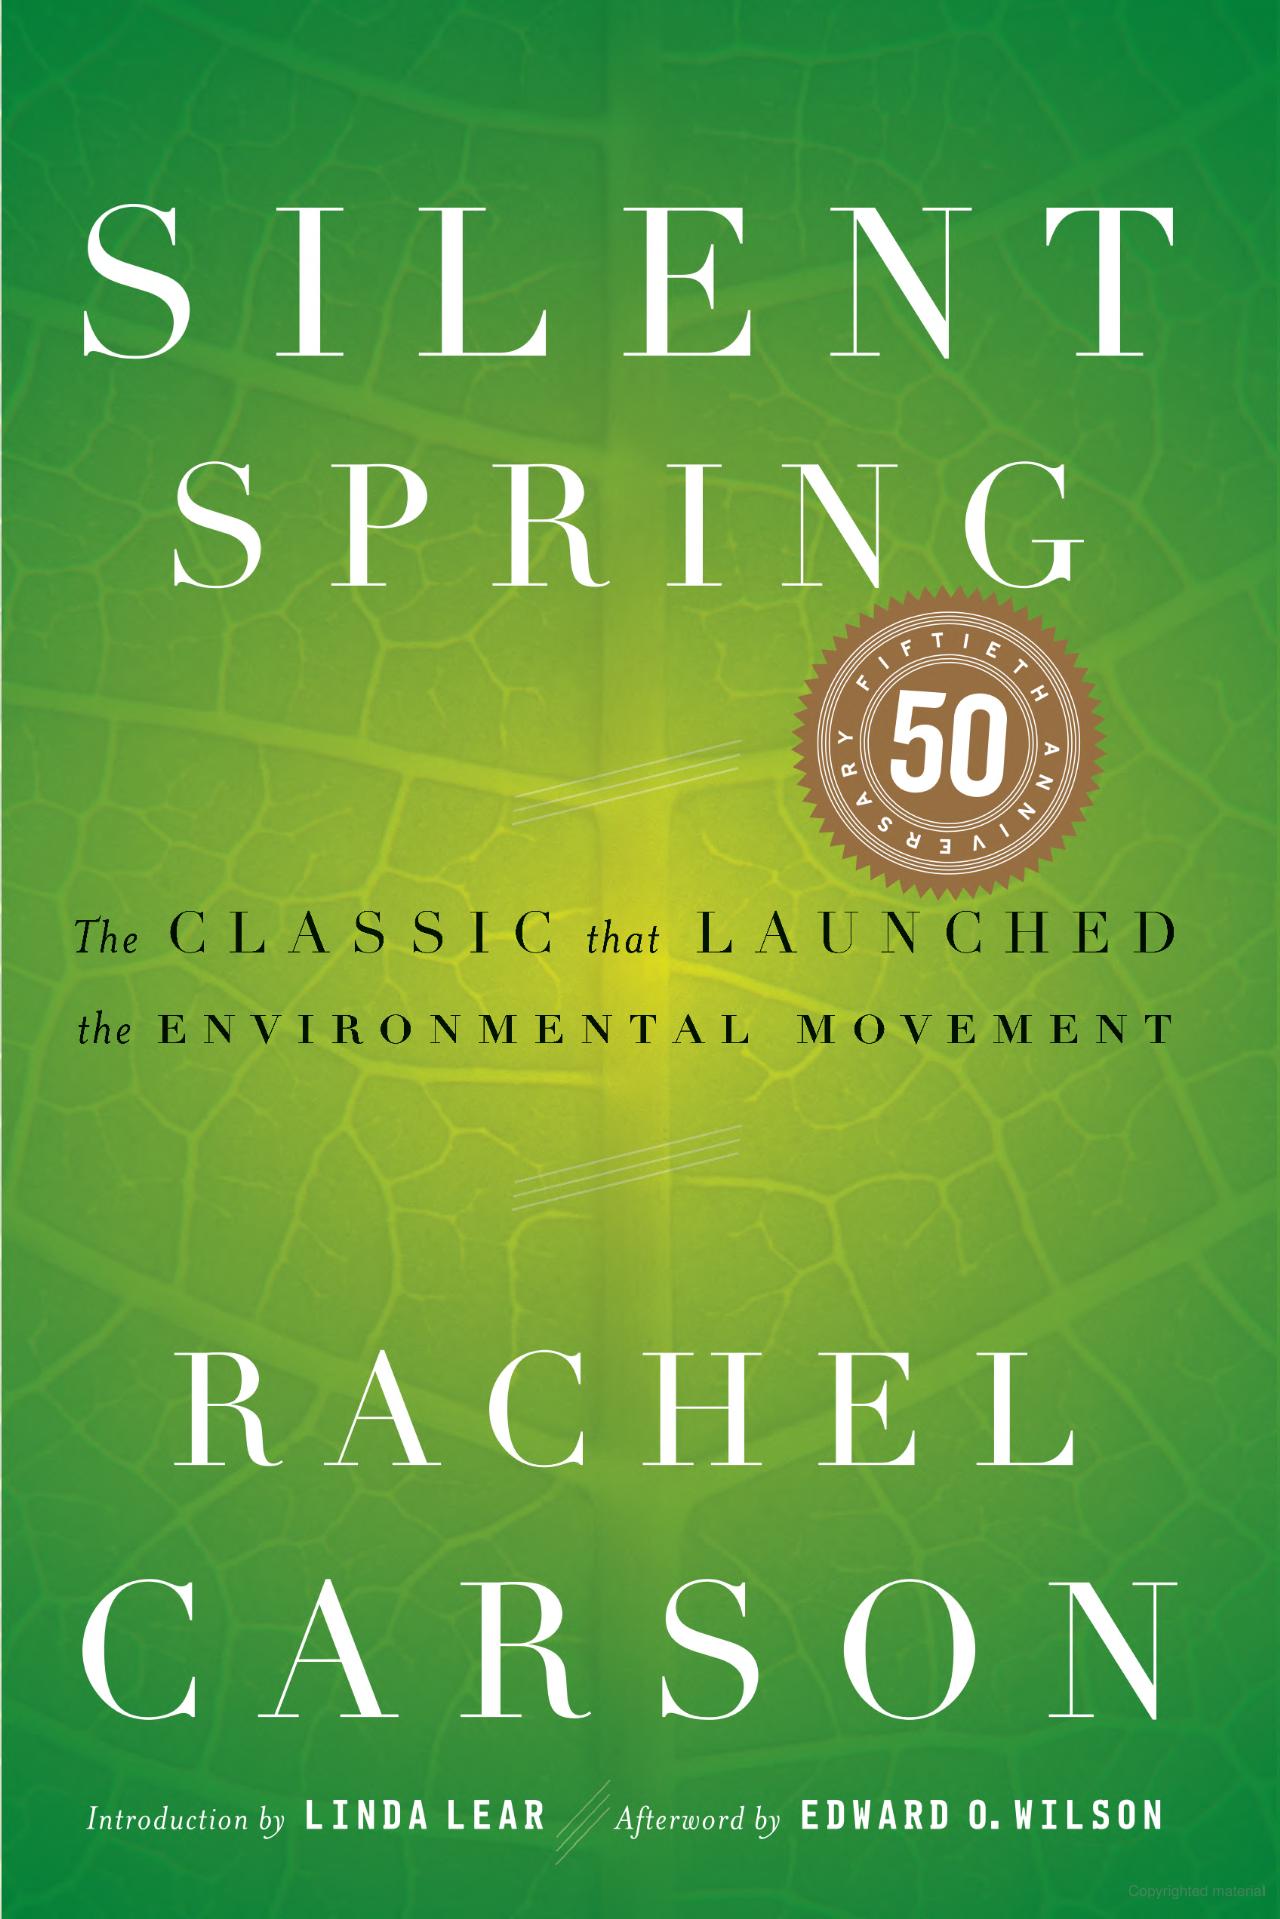 SILENT
SPRING
FIFTIETH ANNIVERSARY
50
The CLASSIC that LAUNCHED
the ENVIRONMENTAL MOVEMENT
RACHEL
CARSON
Introduction by LINDA LEAR Afterword by EDWARD O. WILSON
Copyrighted material